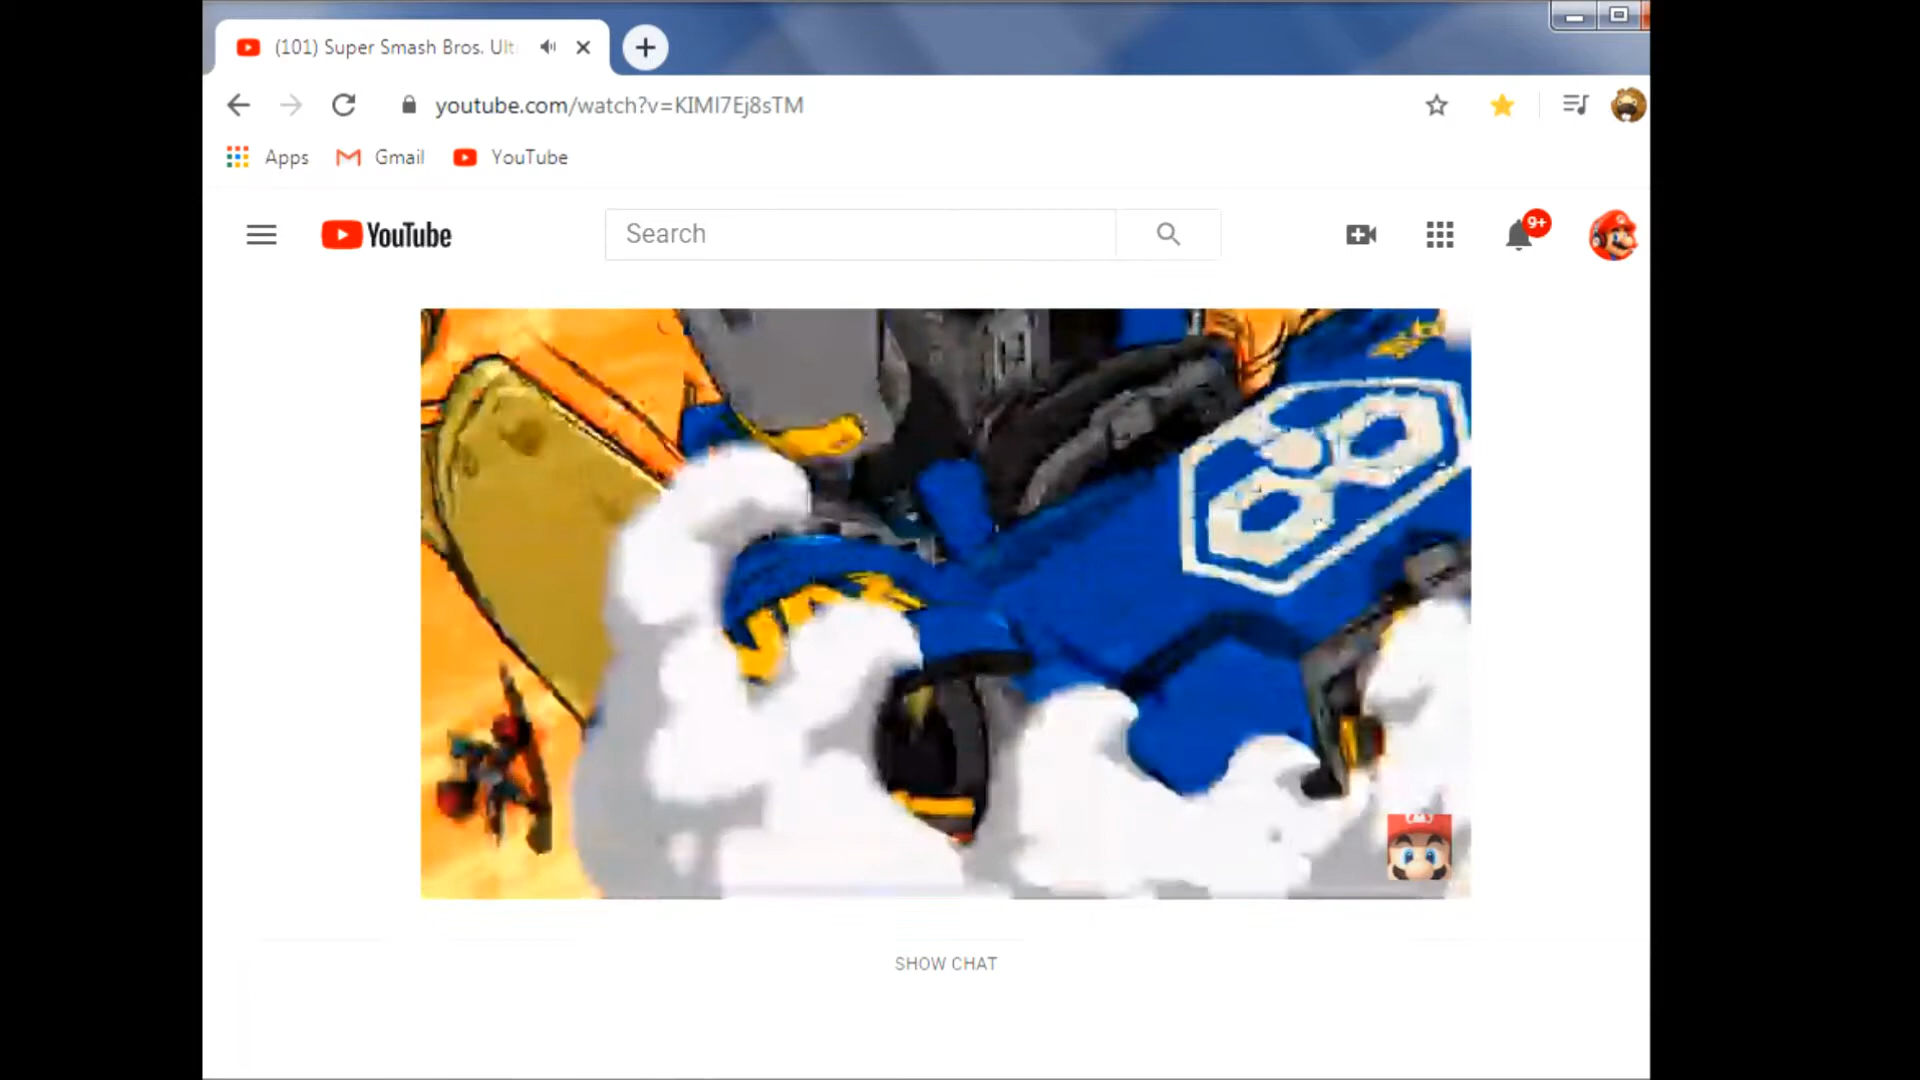 (101) Super Smash Bros. Ult
youtube.com/watch?v=KIMI7Ej8sTM
Apps
Gmail
YouTube
YouTube
Search
9+
M
SHOW CHAT